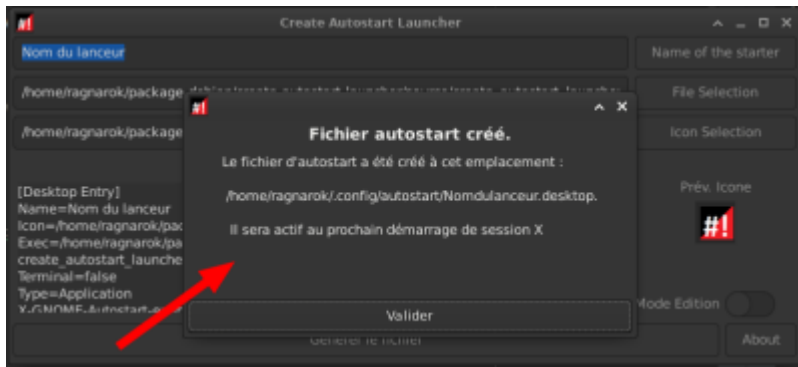 Create Autostart Launcher
Nom du lanceur
Name of the starter
/home/ragnarok/package
File Selection
/home/ragnarok/package
Icon Selection
Fichier autostart créé.
Le fichier d'autostart a été créé à cet emplacement :
/home/ragnarok/.config/autostart/Nomdulanceur.desktop.
Il sera actif au prochain démarrage de session X
Valider
[Desktop Entry]
Name=Nom du lanceur
Icon=/home/ragnarok/pac
Exec=/home/ragnarok/pa
create_autostart_launche
Terminal=false
Type=Application
Prév. Icone
#!
Mode Edition
Générer le fichier
About